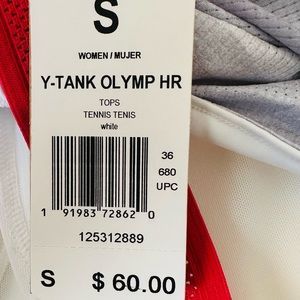 S
WOMEN / MUJER
Y-TANK OLYMP HR
TOPS
TENNIS TENIS
white
36
680
UPC
1 91983 72862 0
125312889
S $ 60.00